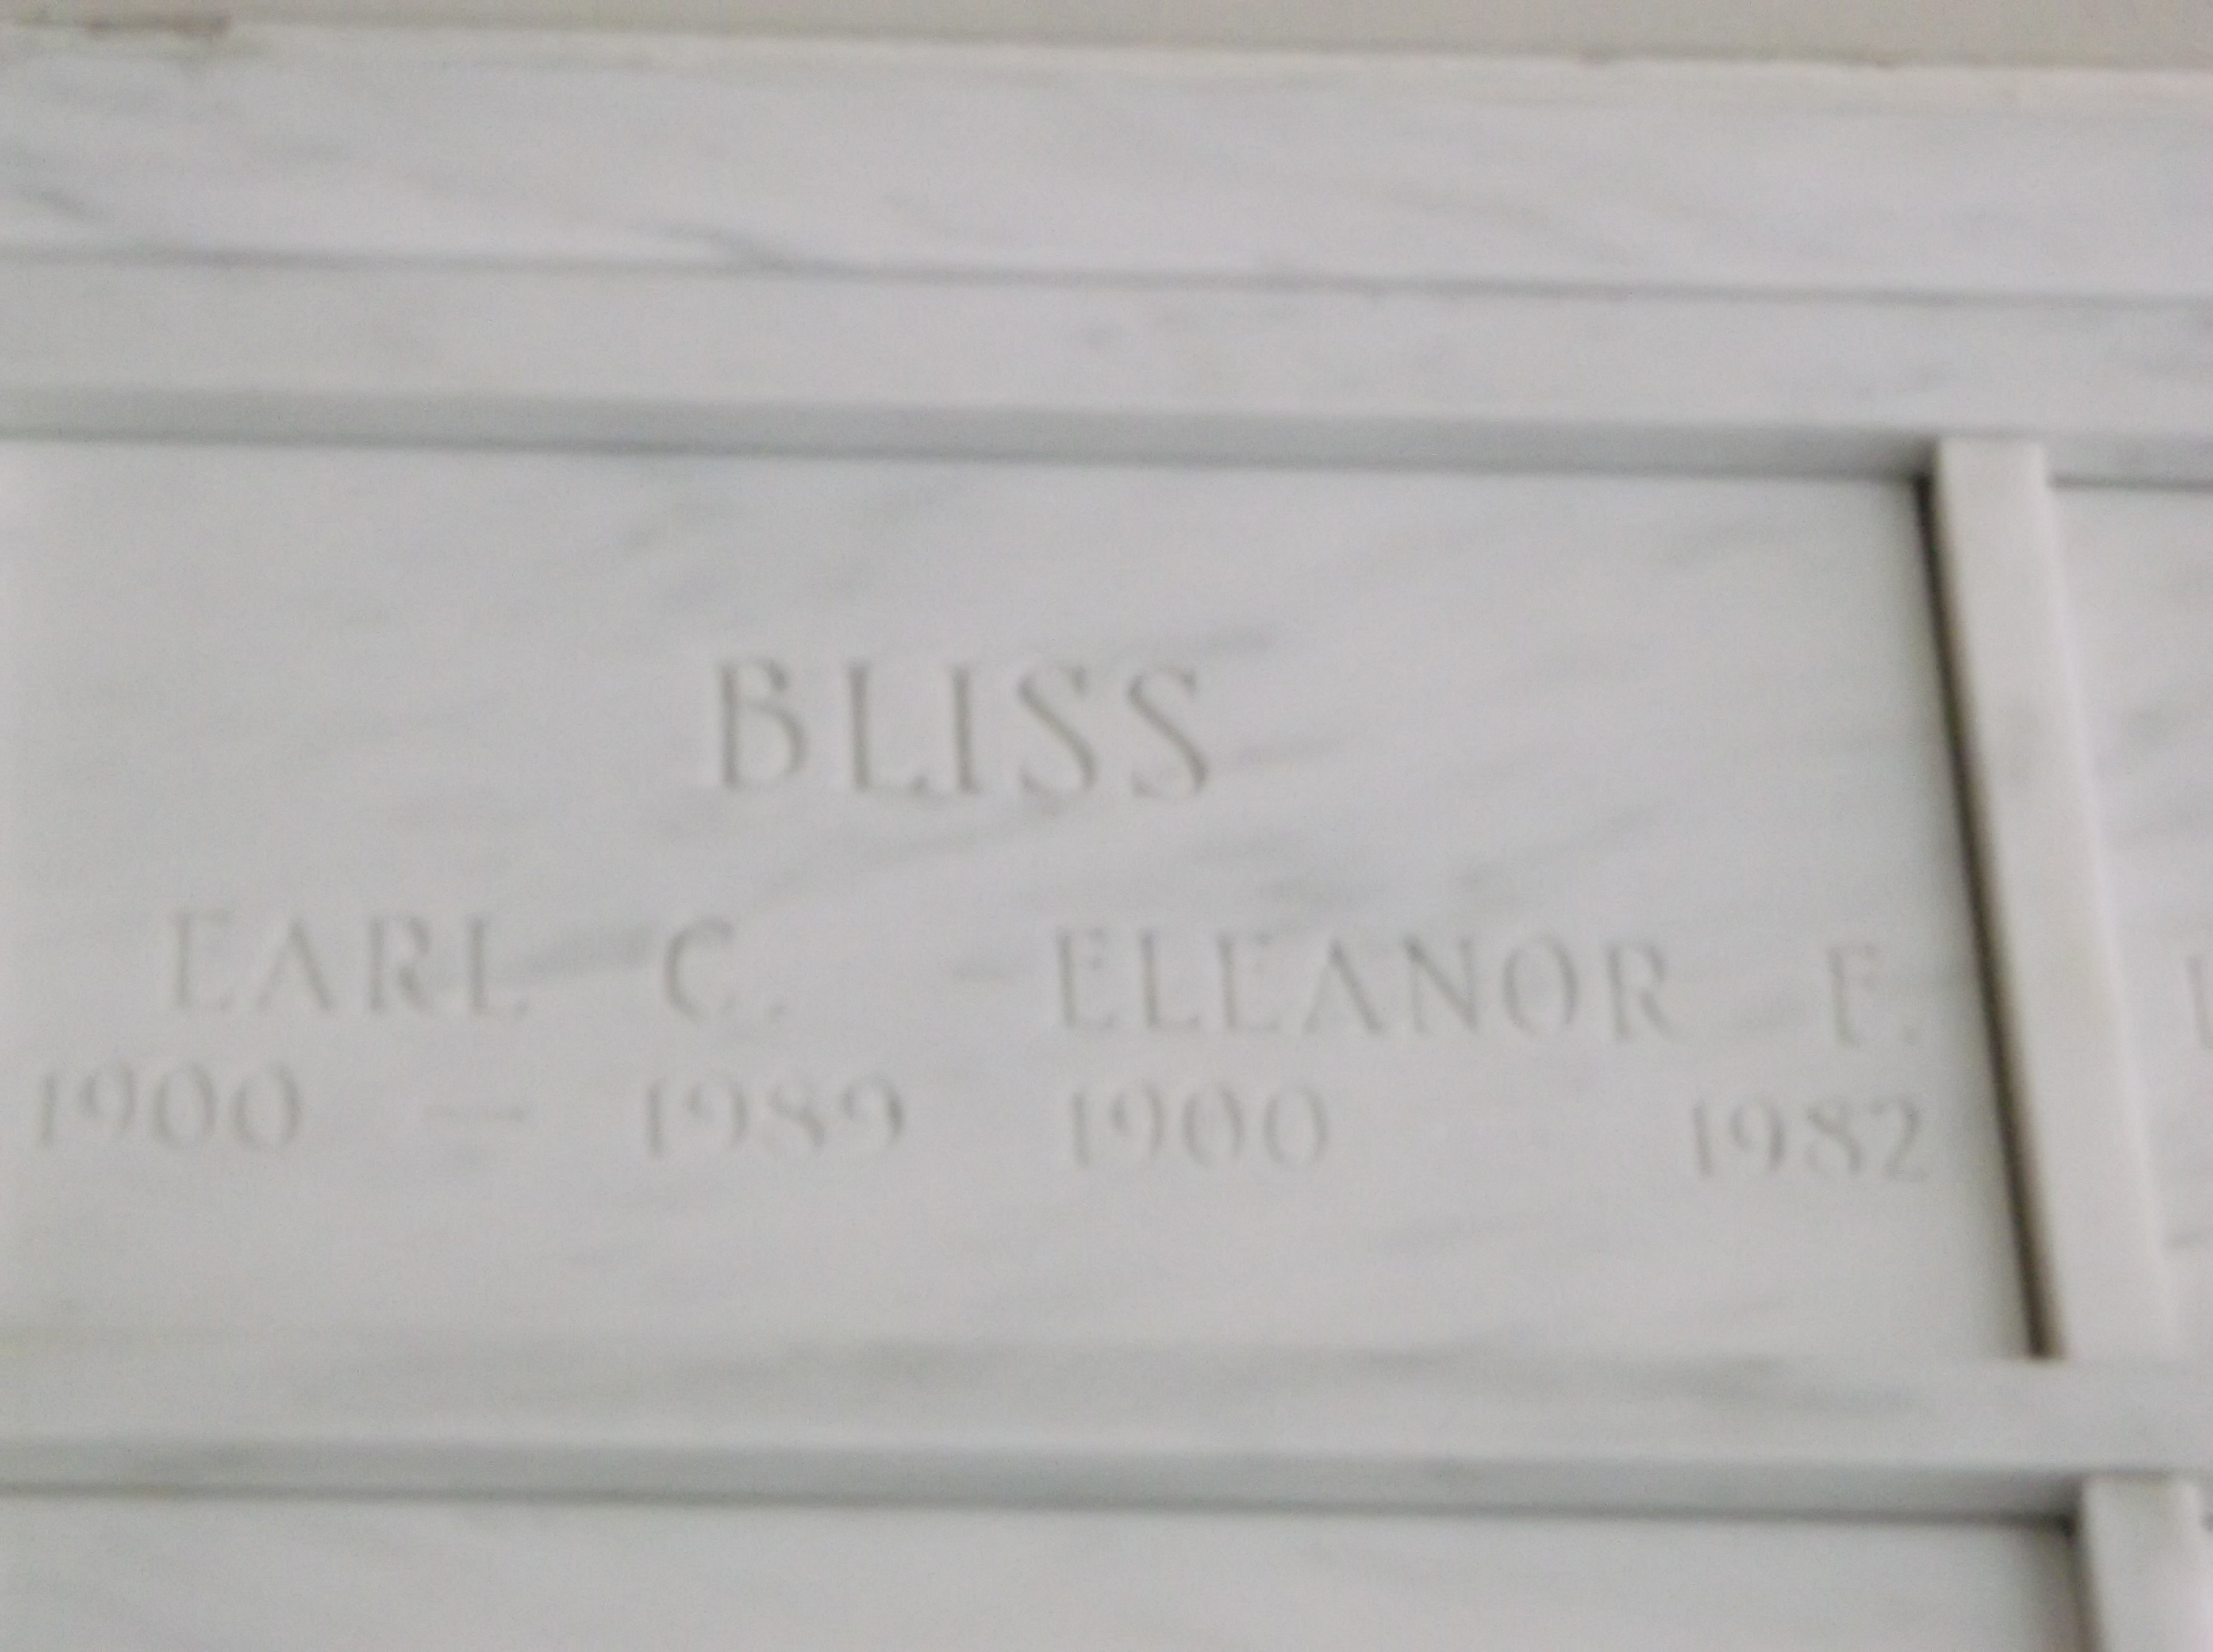 BLISS
EARL C. ELEANOR F.
1900 — 1989 1900 1982